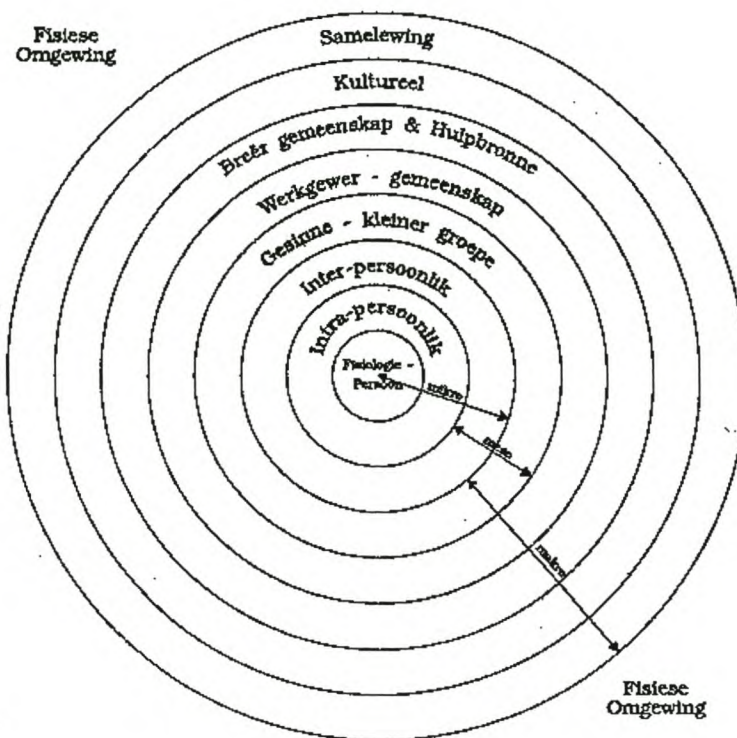 Fisiese
Omgewing
Samelewing
Kultureel
Breër gemeenskap & Hulpbronne
Werkgewer - gemeenskap
Gesinne - kleiner groepe
Inter-persoonlik
Intra-persoonlik
Fisiologie -
Persoon
mikro
meso
makro
Fisiese
Omgewing